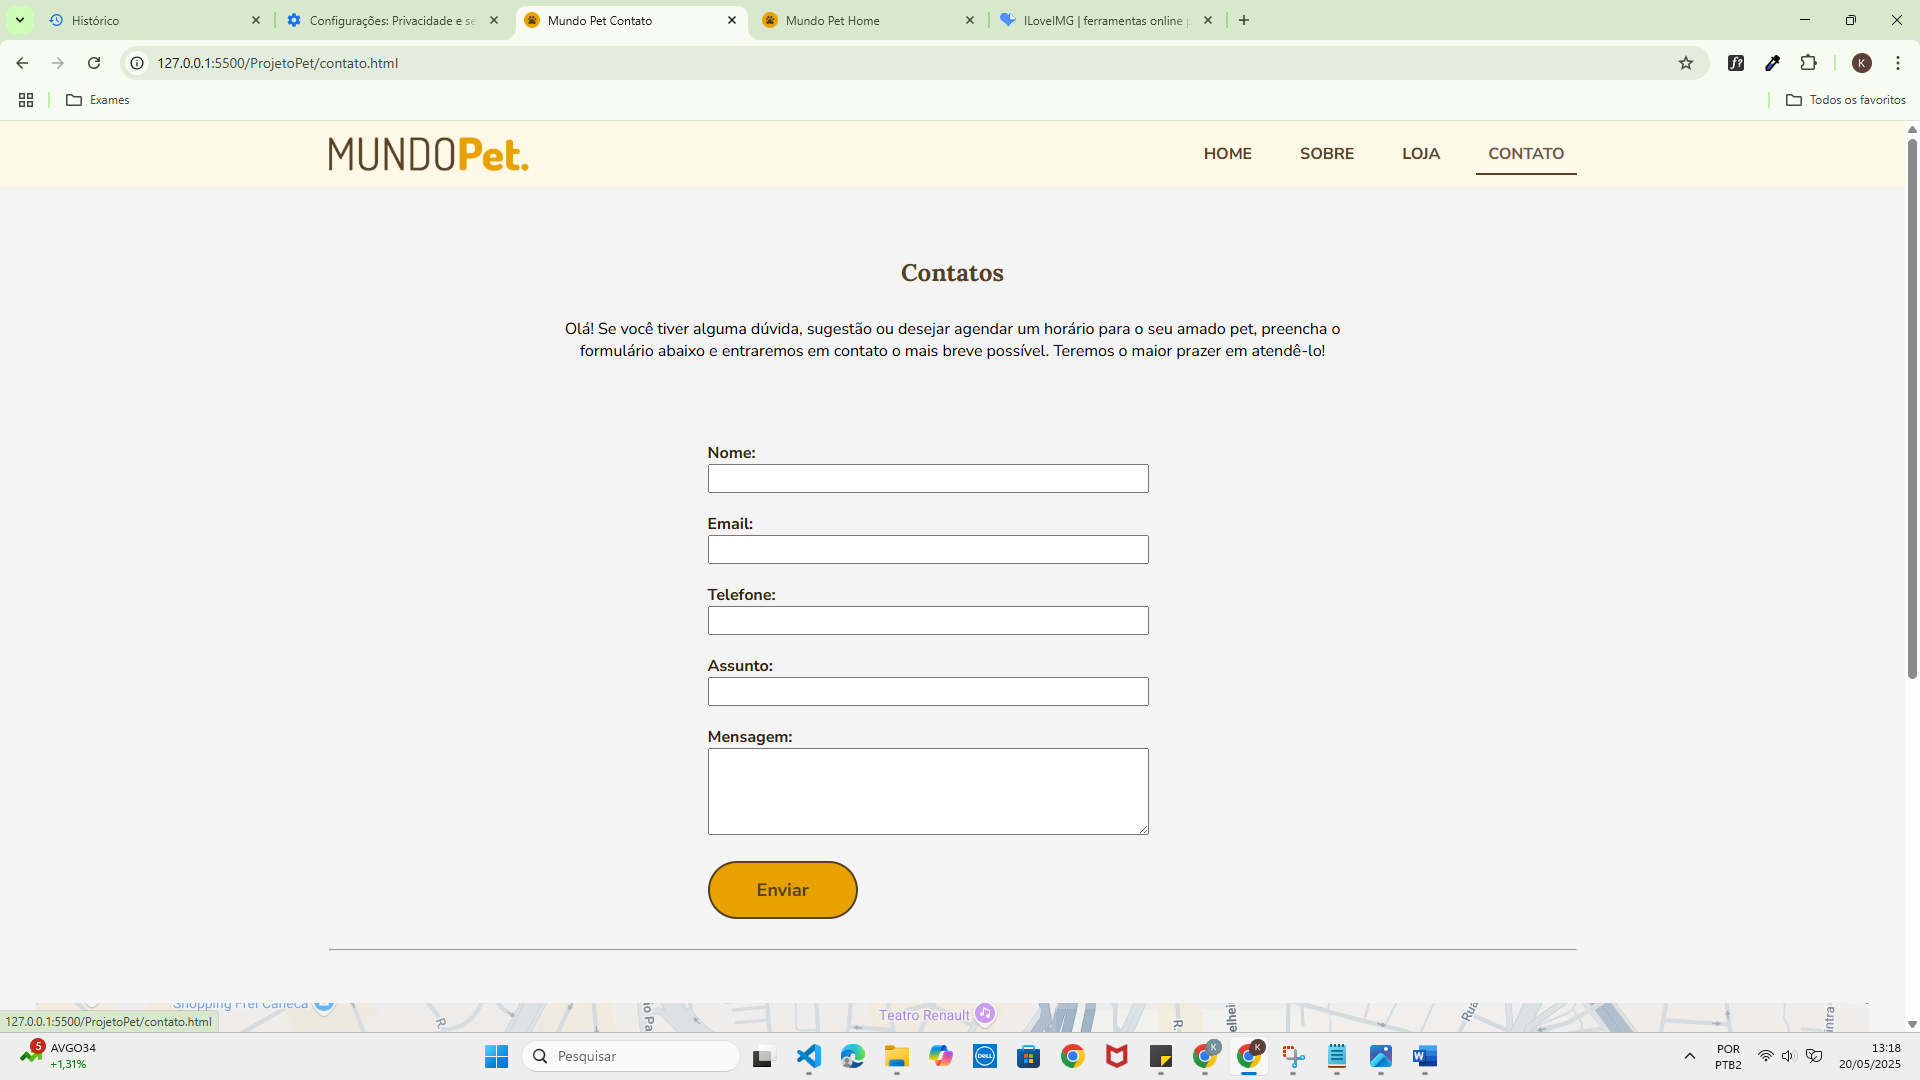 Histórico
Configurações: Privacidade e se
Mundo Pet Contato
Mundo Pet Home
ILoveIMG | ferramentas online p
127.0.0.1:5500/ProjetoPet/contato.html
f?
K
Exames
Todos os favoritos
MUNDOPet.
HOME
SOBRE
LOJA
CONTATO
Contatos
Olá! Se você tiver alguma dúvida, sugestão ou desejar agendar um horário para o seu amado pet, preencha o
formulário abaixo e entraremos em contato o mais breve possível. Teremos o maior prazer em atendê-lo!
Nome:
Email:
Telefone:
Assunto:
Mensagem:
Enviar
Shopping Frei Caneca
Teatro Renault
127.0.0.1:5500/ProjetoPet/contato.html
5
AVGO34
+1,31%
Pesquisar
DELL
K
K
W
POR
PTB2
13:18
20/05/2025